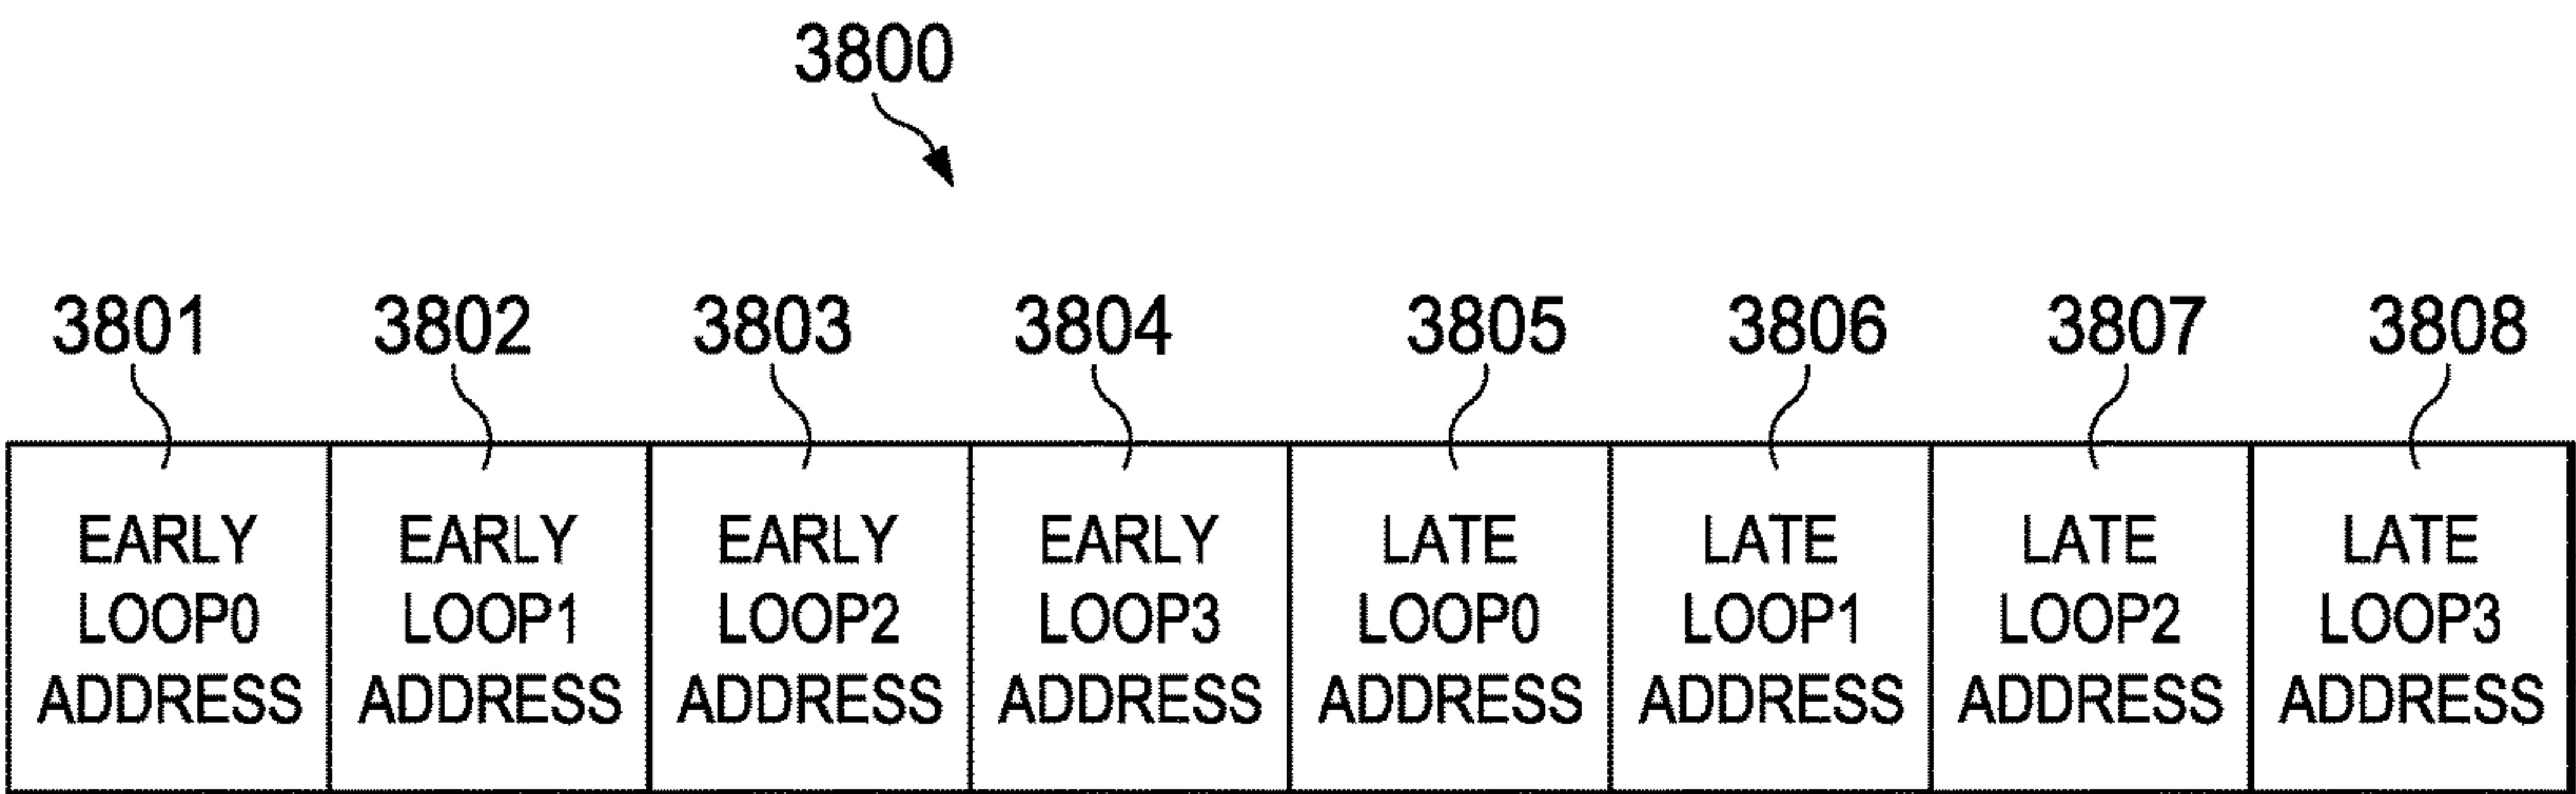 3800
3801 3802 3803 3804 3805 3806 3807 3808
EARLY EARLY EARLY EARLY LATE LATE LATE LATE
LOOP0 LOOP1 LOOP2 LOOP3 LOOP0 LOOP1 LOOP2 LOOP3
ADDRESS ADDRESS ADDRESS ADDRESS ADDRESS ADDRESS ADDRESS ADDRESS